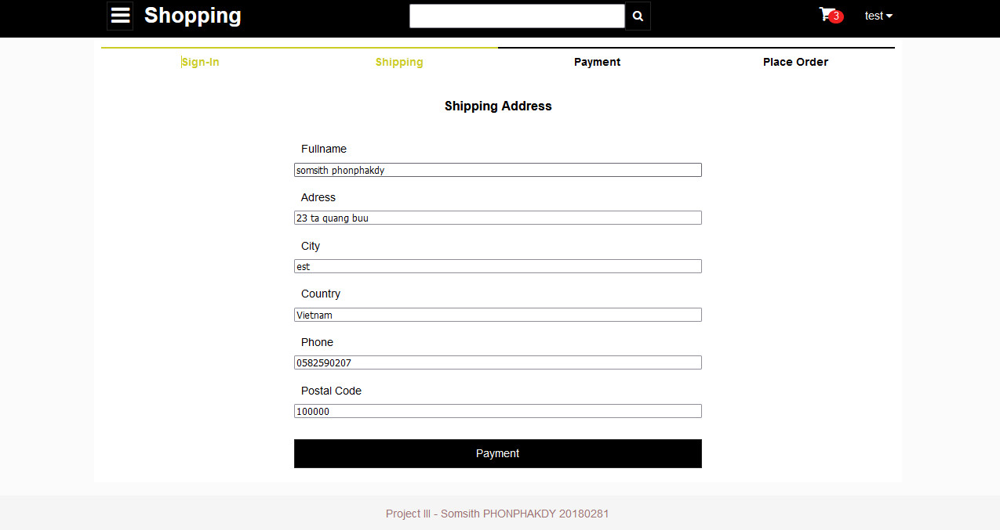 Shopping
3
test
Sign-In
Shipping
Payment
Place Order
Shipping Address
Fullname
somsith phonphakdy
Adress
23 ta quang buu
City
est
Country
Vietnam
Phone
0582590207
Postal Code
100000
Payment
Project III - Somsith PHONPHAKDY 20180281